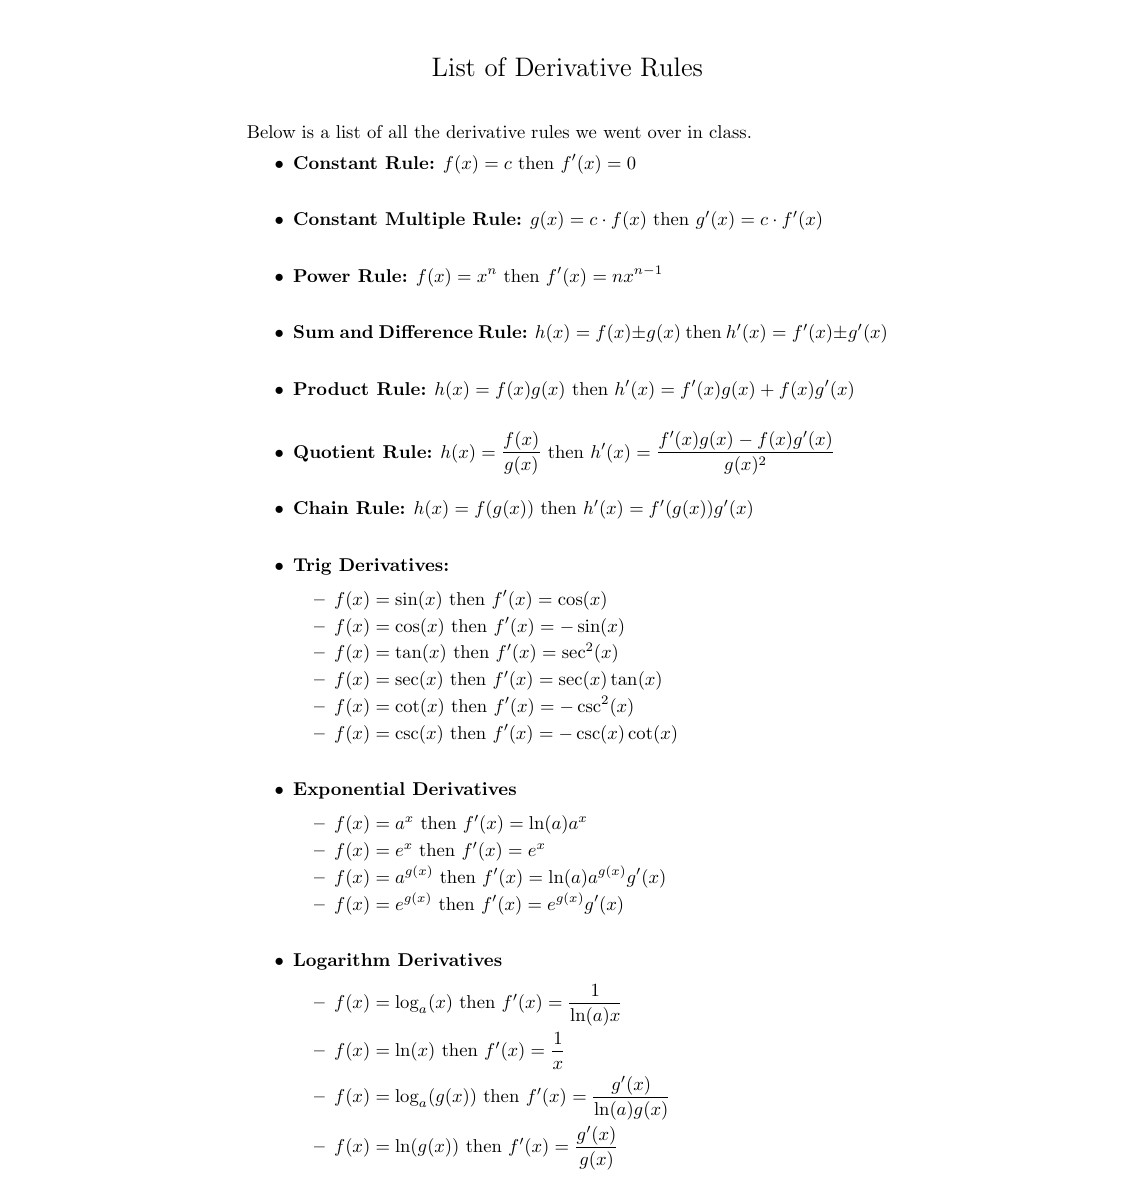 List of Derivative Rules
Below is a list of all the derivative rules we went over in class.
• Constant Rule: f(x) = c then f′(x) = 0
• Constant Multiple Rule: g(x) = c · f(x) then g′(x) = c · f′(x)
• Power Rule: f(x) = x^n then f′(x) = nx^{n−1}
• Sum and Difference Rule: h(x) = f(x)±g(x) then h′(x) = f′(x)±g′(x)
• Product Rule: h(x) = f(x)g(x) then h′(x) = f′(x)g(x) + f(x)g′(x)
• Quotient Rule: h(x) = \frac{f(x)}{g(x)} then h′(x) = \frac{f′(x)g(x) − f(x)g′(x)}{g(x)^2}
• Chain Rule: h(x) = f(g(x)) then h′(x) = f′(g(x))g′(x)
• Trig Derivatives:
– f(x) = sin(x) then f′(x) = cos(x)
– f(x) = cos(x) then f′(x) = − sin(x)
– f(x) = tan(x) then f′(x) = sec^2(x)
– f(x) = sec(x) then f′(x) = sec(x) tan(x)
– f(x) = cot(x) then f′(x) = − csc^2(x)
– f(x) = csc(x) then f′(x) = − csc(x) cot(x)
• Exponential Derivatives
– f(x) = a^x then f′(x) = ln(a)a^x
– f(x) = e^x then f′(x) = e^x
– f(x) = a^{g(x)} then f′(x) = ln(a)a^{g(x)}g′(x)
– f(x) = e^{g(x)} then f′(x) = e^{g(x)}g′(x)
• Logarithm Derivatives
– f(x) = log_a(x) then f′(x) = \frac{1}{ln(a)x}
– f(x) = ln(x) then f′(x) = \frac{1}{x}
– f(x) = log_a(g(x)) then f′(x) = \frac{g′(x)}{ln(a)g(x)}
– f(x) = ln(g(x)) then f′(x) = \frac{g′(x)}{g(x)}